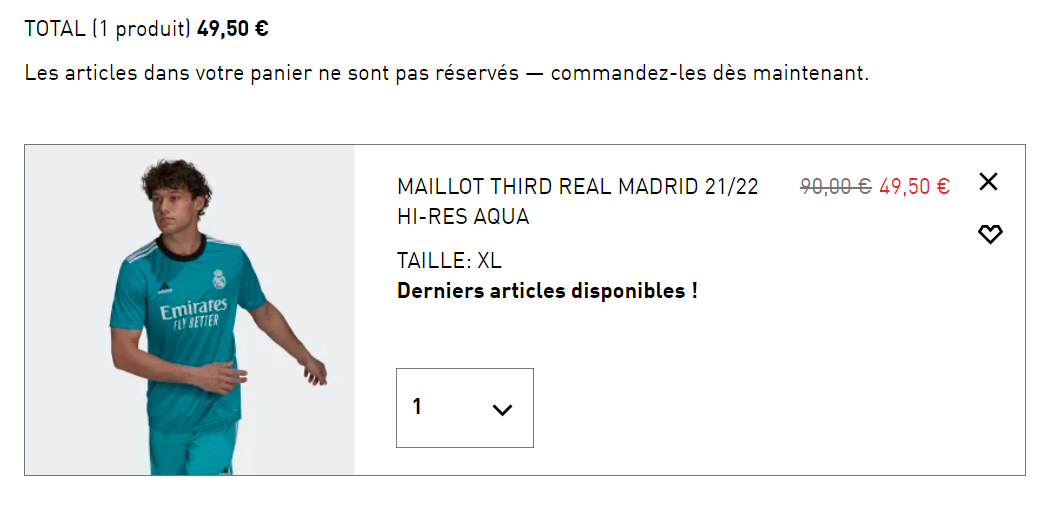 TOTAL (1 produit) 49,50 €
Les articles dans votre panier ne sont pas réservés — commandez-les dès maintenant.
MAILLOT THIRD REAL MADRID 21/22
90,00 € 49,50 €
HI-RES AQUA
TAILLE: XL
Derniers articles disponibles !
Emirates
FLY BETTER
1